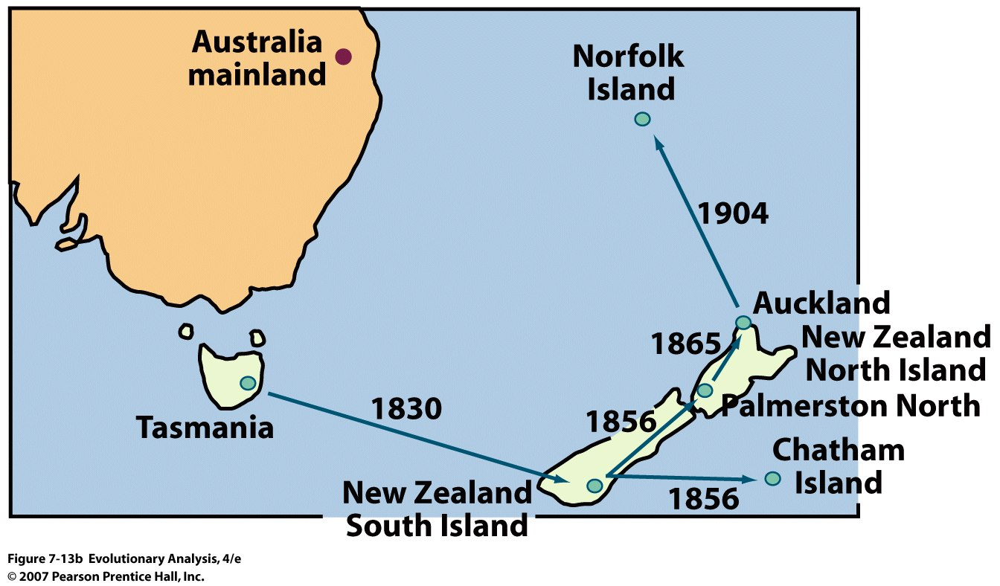 Australia
mainland
Norfolk
Island
1904
Auckland
1865
New Zealand
North Island
Palmerston North
1830
1856
Tasmania
Chatham
Island
1856
New Zealand
South Island
Figure 7-13b Evolutionary Analysis, 4/e
© 2007 Pearson Prentice Hall, Inc.